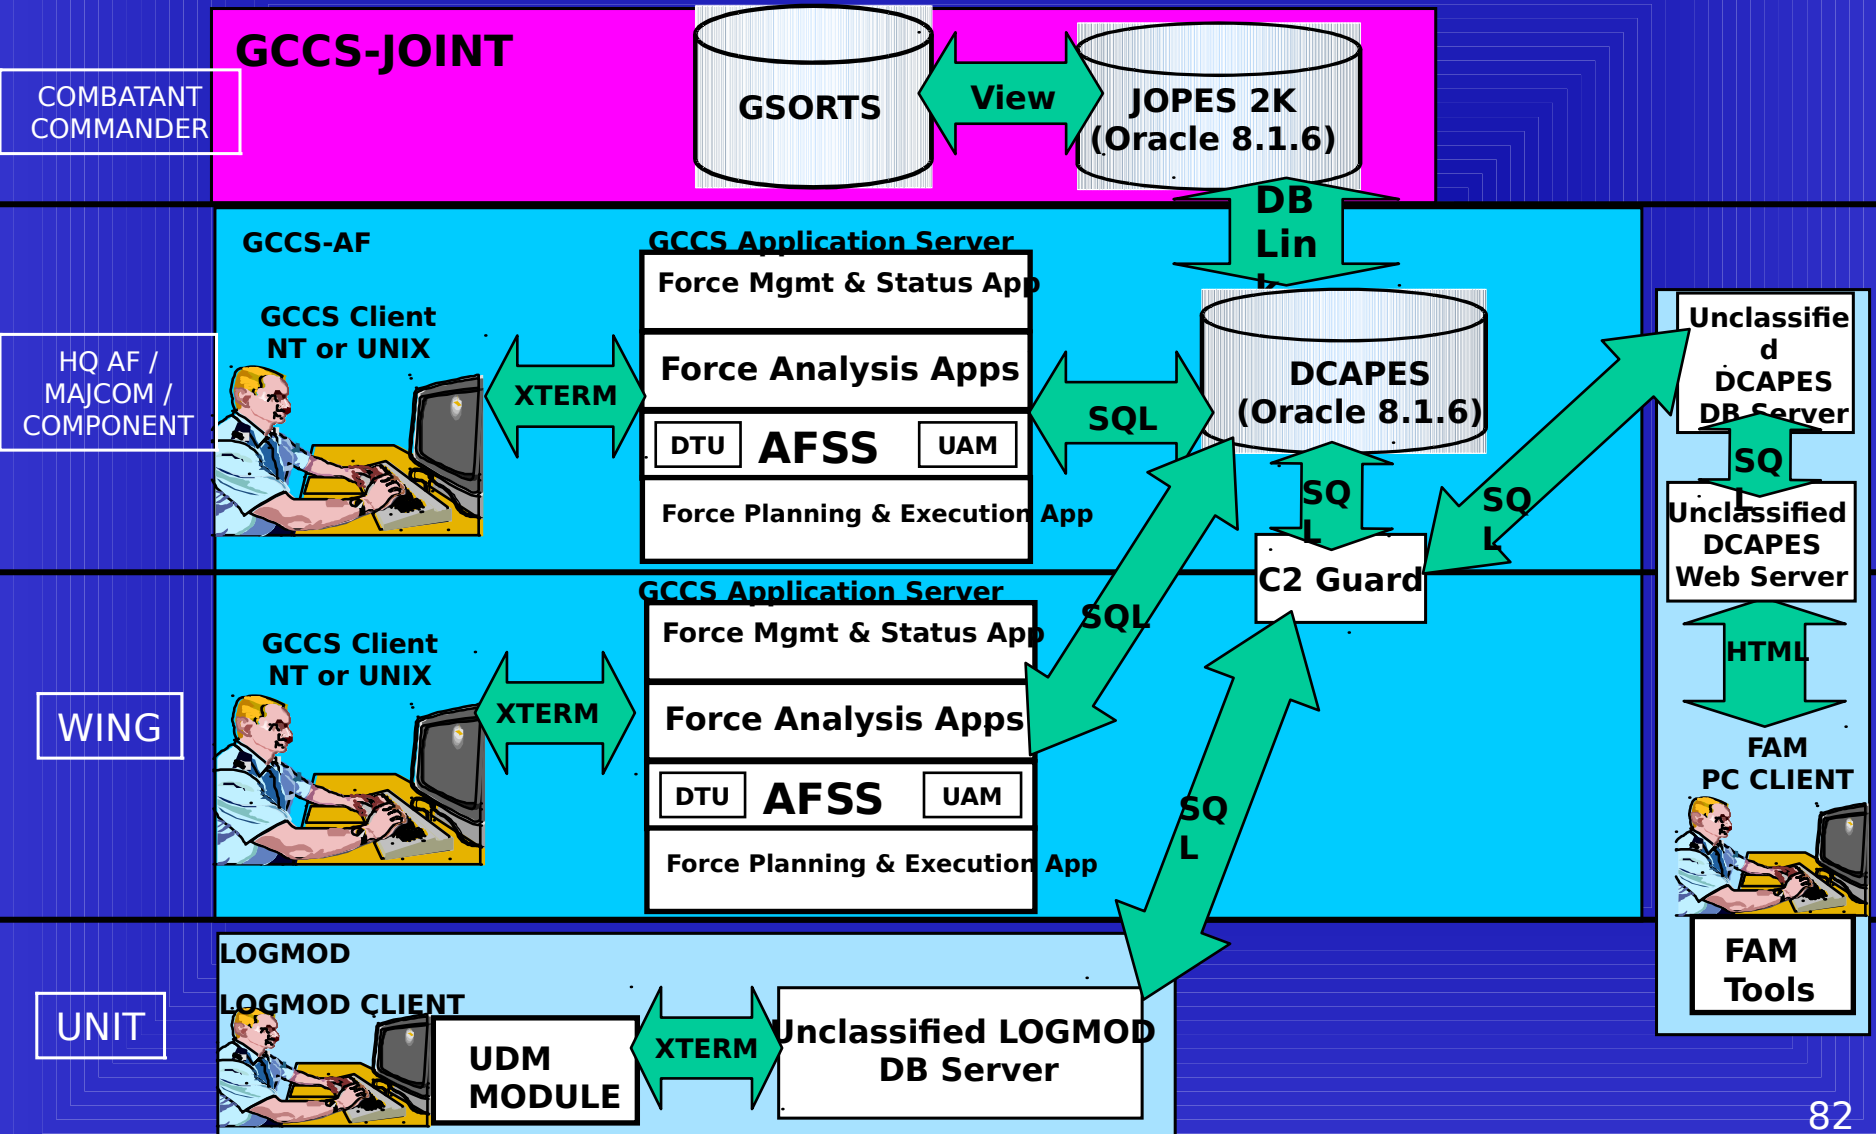 GCCS-JOINT
COMBATANT
COMMANDER
GSORTS
View
JOPES 2K
(Oracle 8.1.6)
DB
Lin
k
GCCS-AF
GCCS Application Server
Force Mgmt & Status App
GCCS Client
NT or UNIX
HQ AF /
MAJCOM /
COMPONENT
XTERM
Force Analysis Apps
SQL
DCAPES
(Oracle 8.1.6)
DTU
AFSS
UAM
Force Planning & Execution App
SQ
L
SQ
L
Unclassifie
d
DCAPES
DB Server
SQ
L
Unclassified
DCAPES
Web Server
C2 Guard
GCCS Application Server
Force Mgmt & Status App
SQL
GCCS Client
NT or UNIX
WING
XTERM
Force Analysis Apps
DTU
AFSS
UAM
Force Planning & Execution App
SQ
L
HTML
FAM
PC CLIENT
FAM
Tools
LOGMOD
LOGMOD CLIENT
UNIT
UDM
MODULE
XTERM
Unclassified LOGMOD
DB Server
82